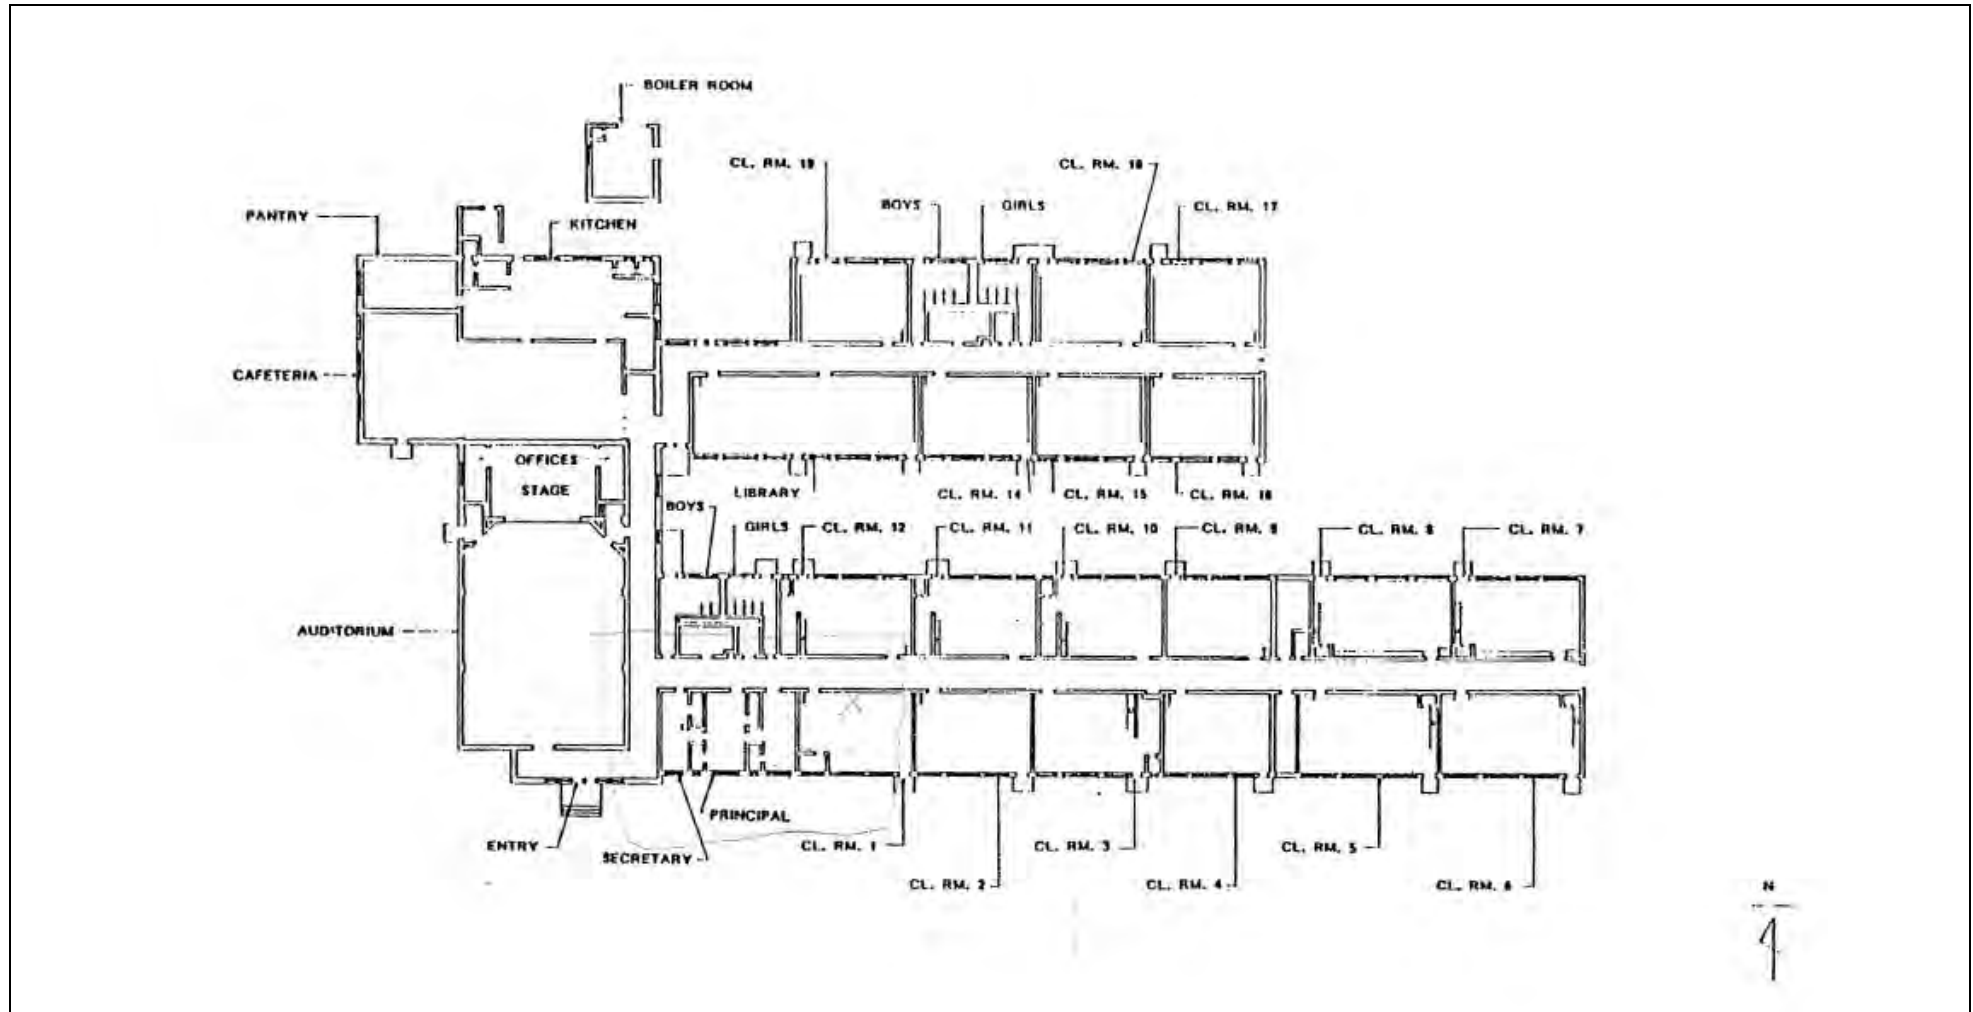 BOILER ROOM
CL. RM. 19
CL. RM. 18
BOYS
GIRLS
CL. RM. 17
PANTRY
KITCHEN
CAFETERIA
OFFICES
STAGE
LIBRARY
CL. RM. 14
CL. RM. 15
CL. RM. 16
BOYS
GIRLS
CL. RM. 12
CL. RM. 11
CL. RM. 10
CL. RM. 9
CL. RM. 8
CL. RM. 7
AUDITORIUM
PRINCIPAL
ENTRY
SECRETARY
CL. RM. 1
CL. RM. 3
CL. RM. 5
CL. RM. 2
CL. RM. 4
CL. RM. 6
N